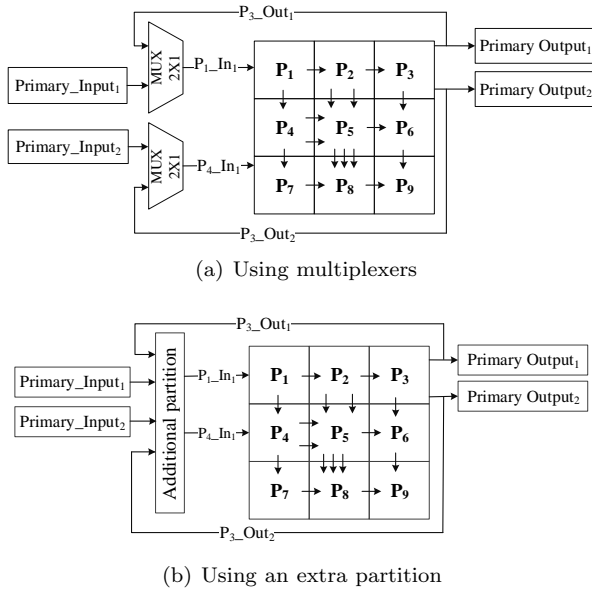 P₃_Out₁
Primary_Input₁
MUX
2X1
P₁_In₁
P₁ P₂ P₃
Primary Output₁
Primary Output₂
Primary_Input₂
MUX
2X1
P₄_In₁
P₄ P₅ P₆
P₇ P₈ P₉
P₃_Out₂
(a) Using multiplexers
P₃_Out₁
Primary_Input₁
Primary_Input₂
Additional partition
P₁_In₁
P₄_In₁
P₁ P₂ P₃
P₄ P₅ P₆
P₇ P₈ P₉
Primary Output₁
Primary Output₂
P₃_Out₂
(b) Using an extra partition